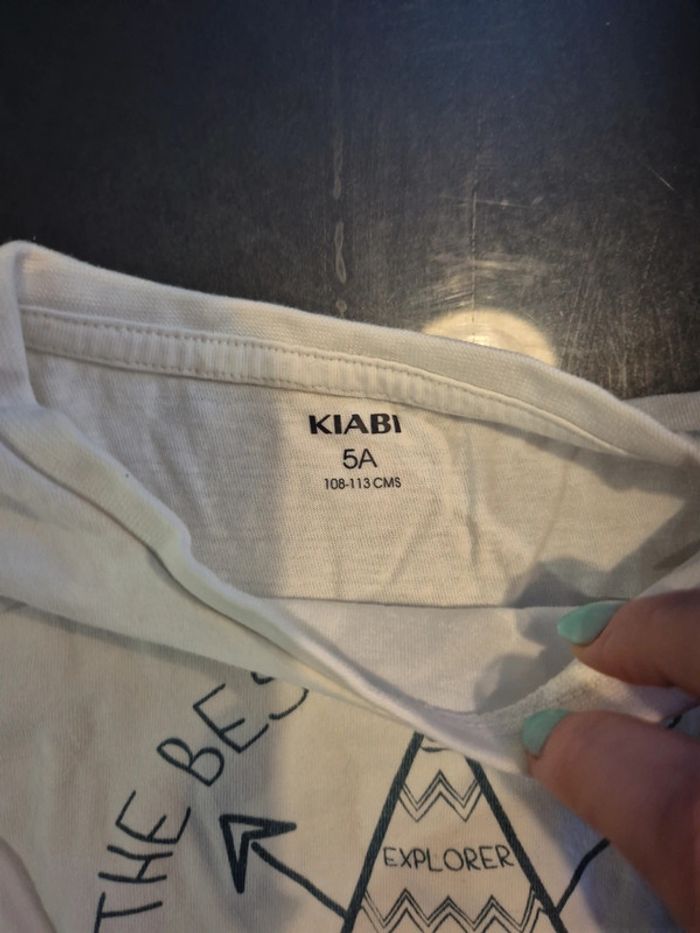 KIABI
5A
108-113 CMS
THE BES
EXPLORER